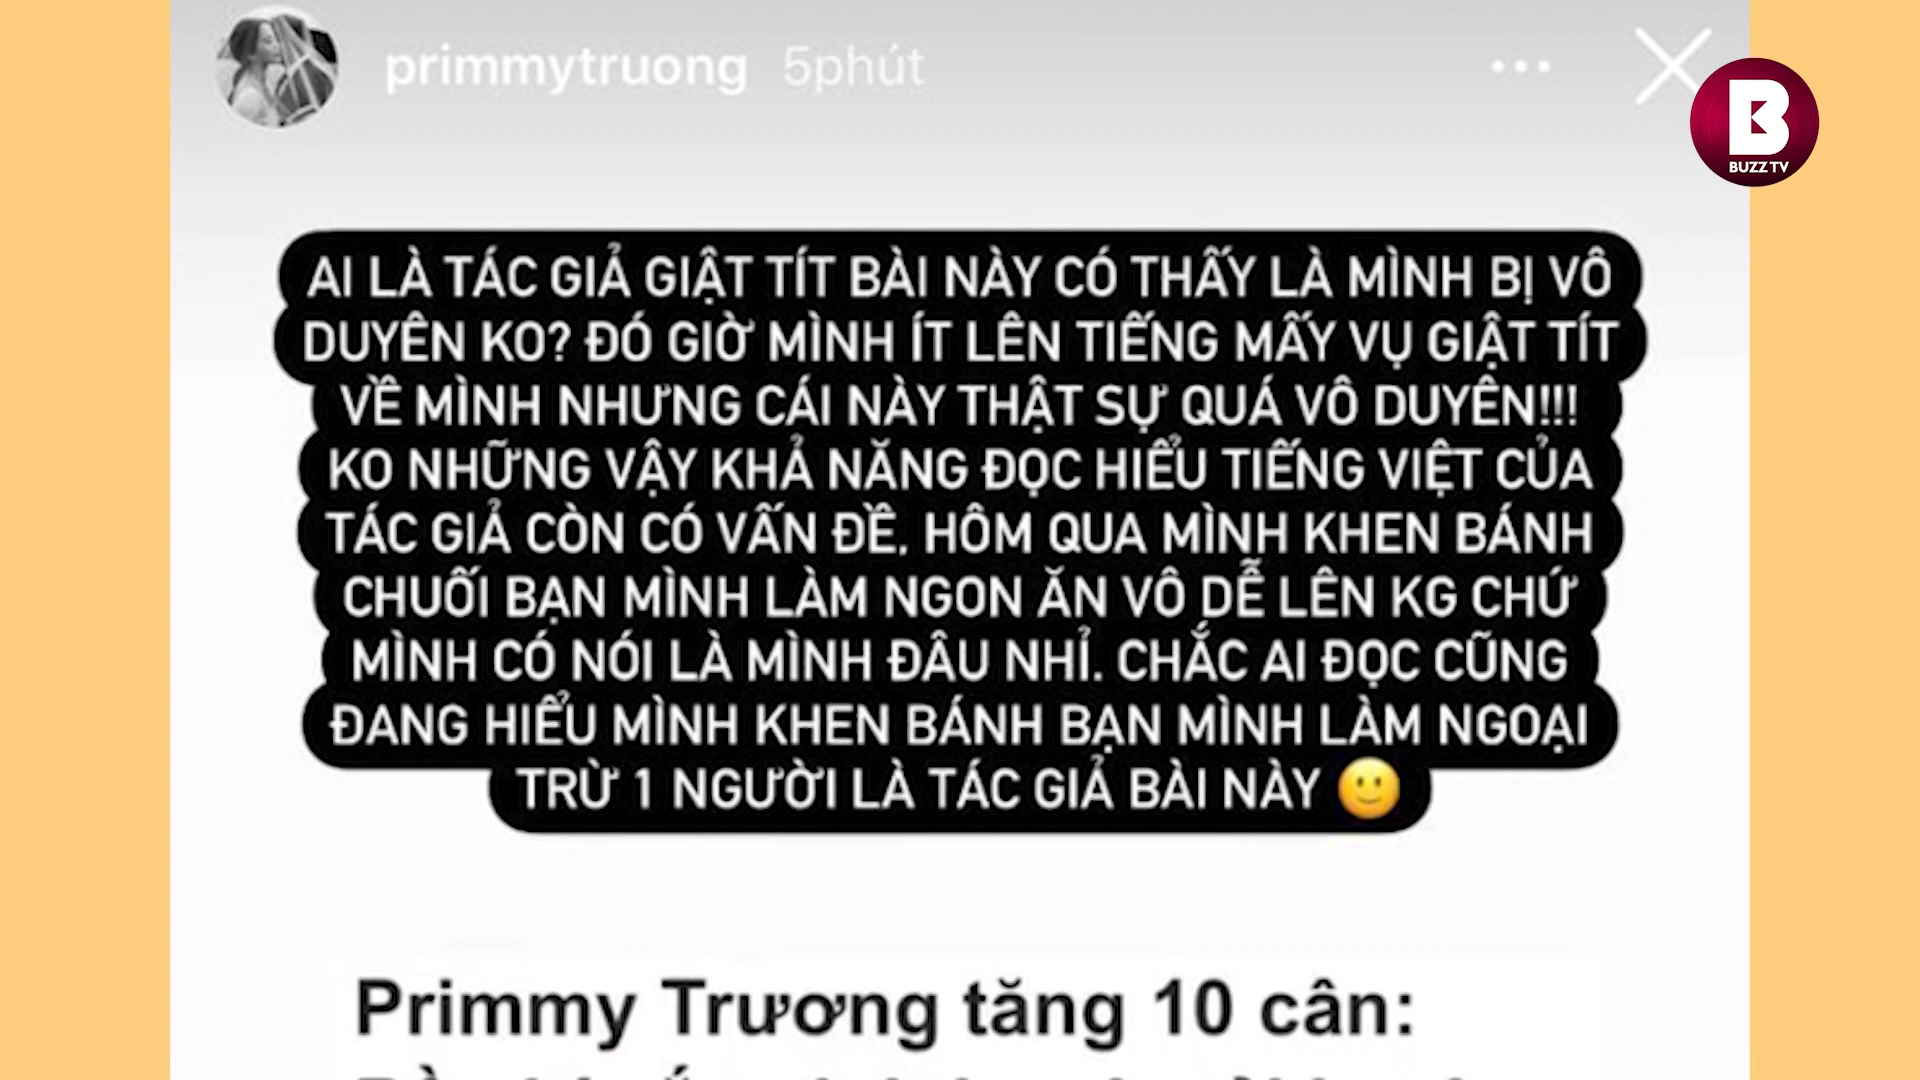 primmytruong 5phút
BUZZ TV
AI LÀ TÁC GIẢ GIẬT TÍT BÀI NÀY CÓ THẤY LÀ MÌNH BỊ VÔ
DUYÊN KO? ĐÓ GIỜ MÌNH ÍT LÊN TIẾNG MẤY VỤ GIẬT TÍT
VỀ MÌNH NHƯNG CÁI NÀY THẬT SỰ QUÁ VÔ DUYÊN!!!
KO NHỮNG VẬY KHẢ NĂNG ĐỌC HIỂU TIẾNG VIỆT CỦA
TÁC GIẢ CÒN CÓ VẤN ĐỀ, HÔM QUA MÌNH KHEN BÁNH
CHUỐI BẠN MÌNH LÀM NGON ĂN VÔ DỄ LÊN KG CHỨ
MÌNH CÓ NÓI LÀ MÌNH ĐÂU NHỈ. CHẮC AI ĐỌC CŨNG
ĐANG HIỂU MÌNH KHEN BÁNH BẠN MÌNH LÀM NGOẠI
TRỪ 1 NGƯỜI LÀ TÁC GIẢ BÀI NÀY 🙂
Primmy Trương tăng 10 cân: